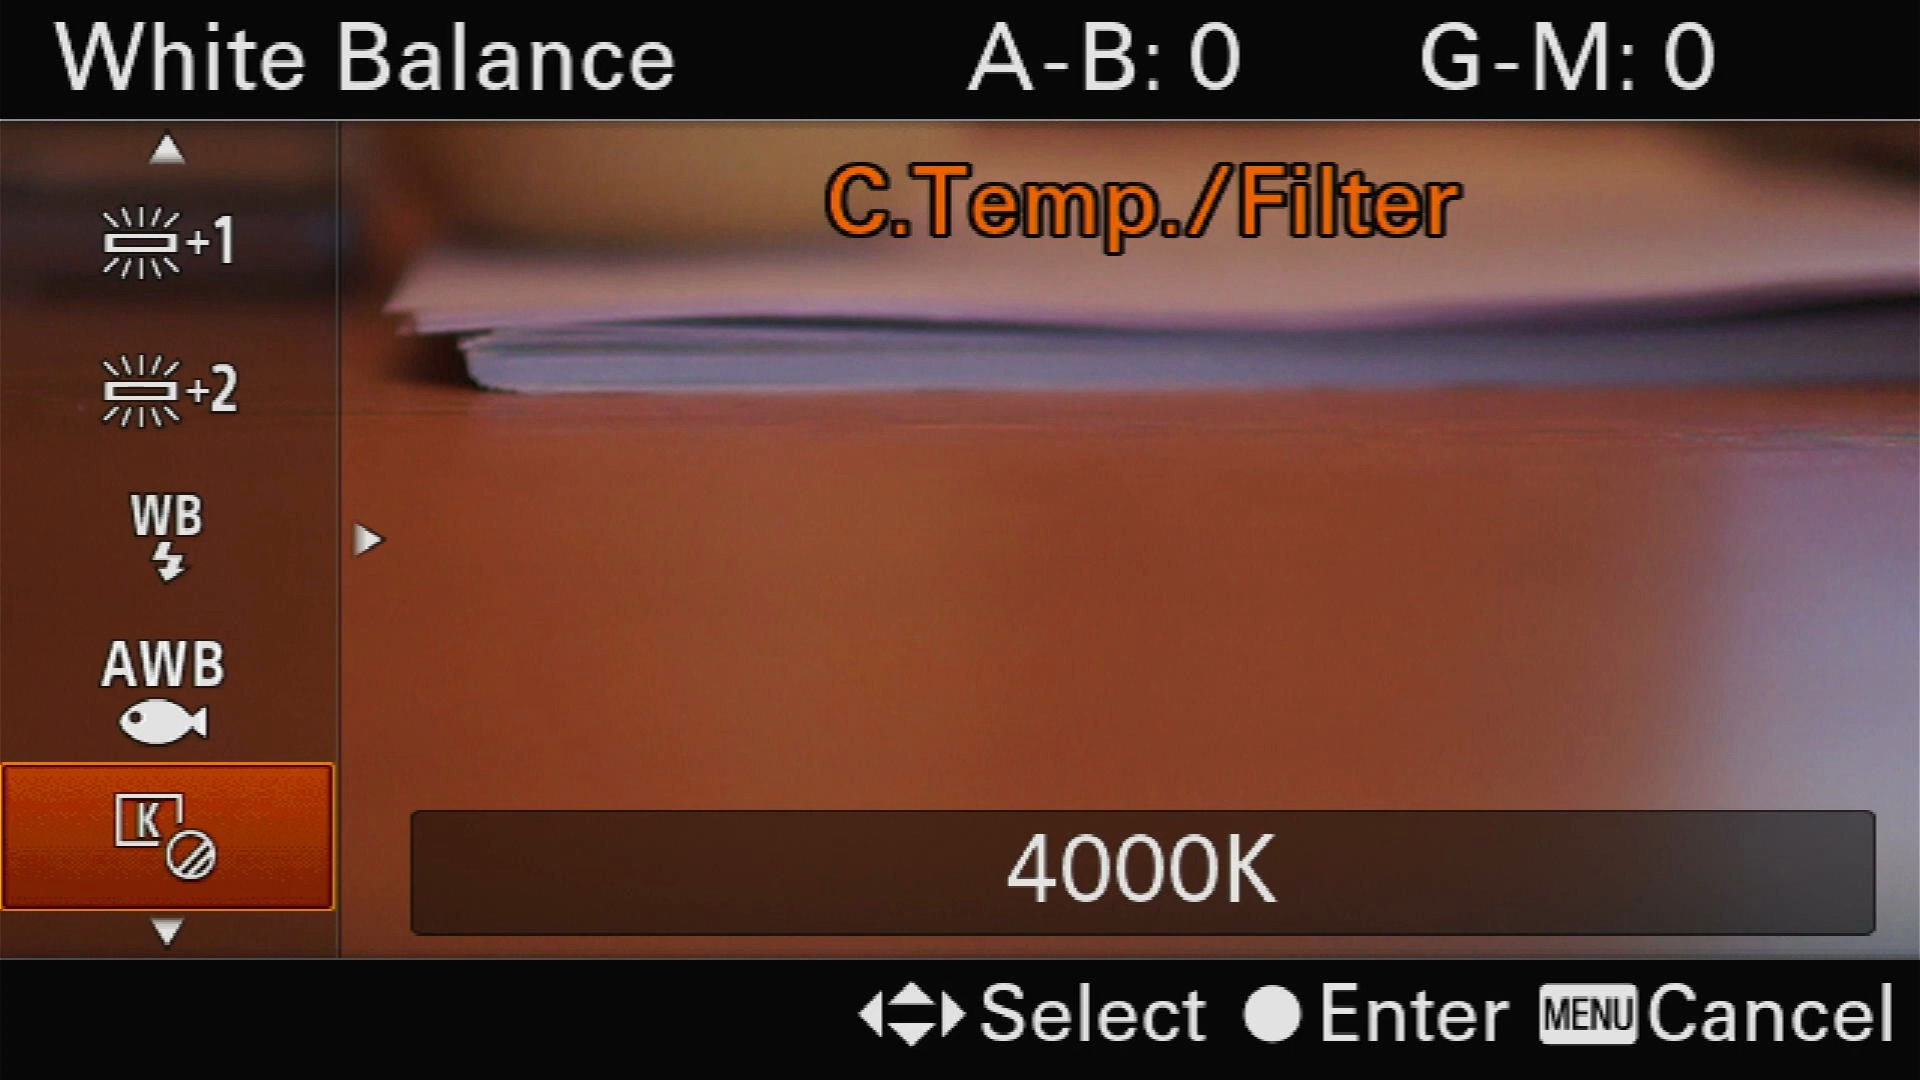 White Balance A-B: 0 G-M: 0
C.Temp./Filter
+1
+2
WB
AWB
K
4000K
Select Enter MENU Cancel